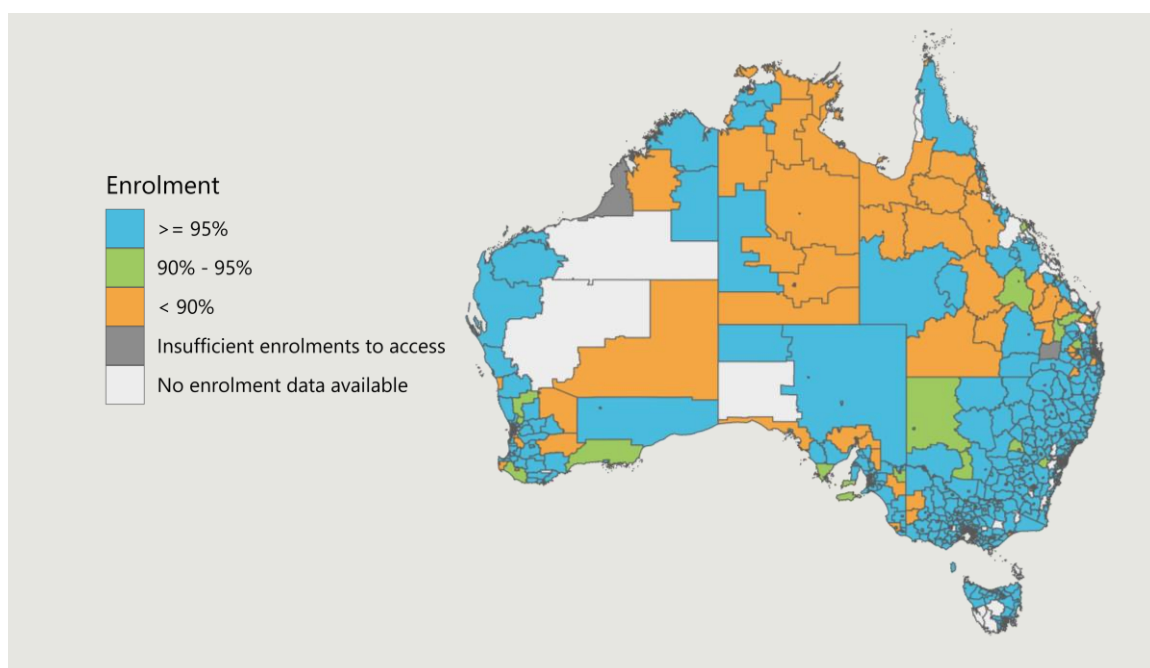 Enrolment
>= 95%
90% - 95%
< 90%
Insufficient enrolments to access
No enrolment data available